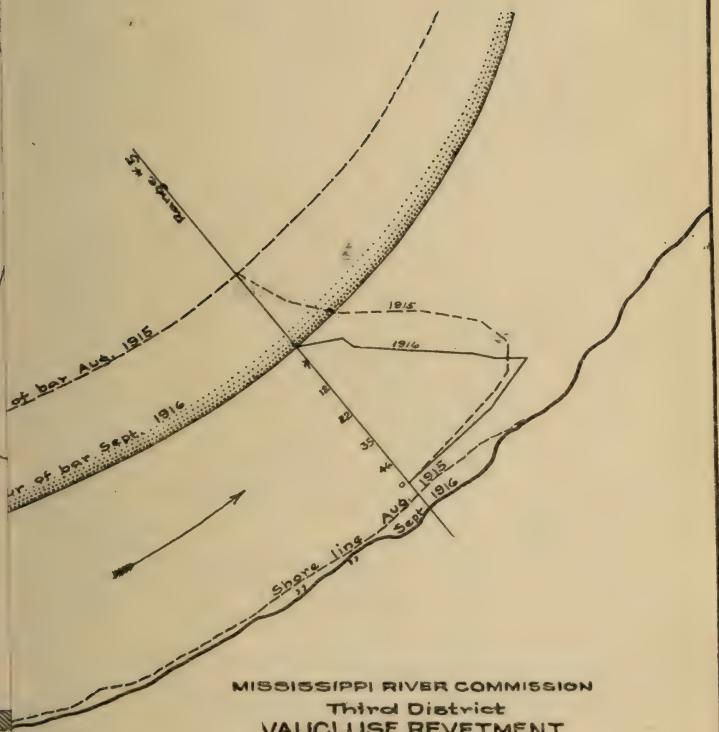 Range #5
of bar Aug. 1915
1915
1916
ur of bar Sept. 1916
12
22
35
46
0
Shore line Aug. 1915
" " Sept. 1916
MISSISSIPPI RIVER COMMISSION
Third District
VAUCLUSE REVETMENT